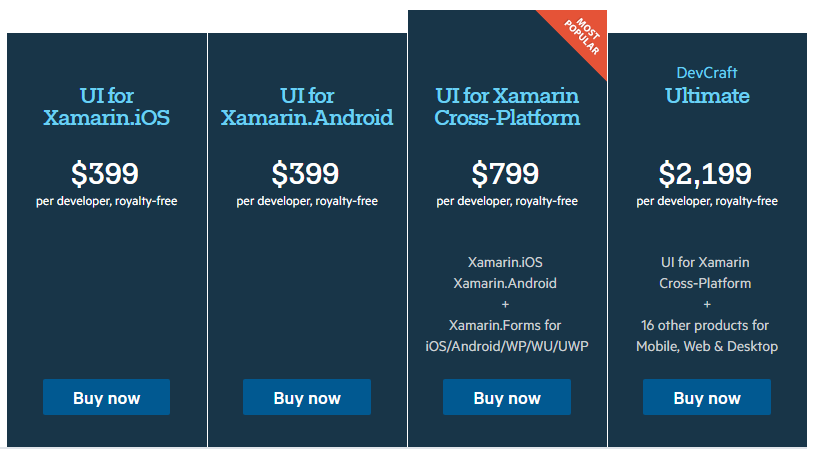 UI for
Xamarin.iOS
$399
per developer, royalty-free
Buy now
UI for
Xamarin.Android
$399
per developer, royalty-free
Buy now
MOST
POPULAR
UI for Xamarin
Cross-Platform
$799
per developer, royalty-free
Xamarin.iOS
Xamarin.Android
+
Xamarin.Forms for
iOS/Android/WP/WU/UWP
Buy now
DevCraft
Ultimate
$2,199
per developer, royalty-free
UI for Xamarin
Cross-Platform
+
16 other products for
Mobile, Web & Desktop
Buy now